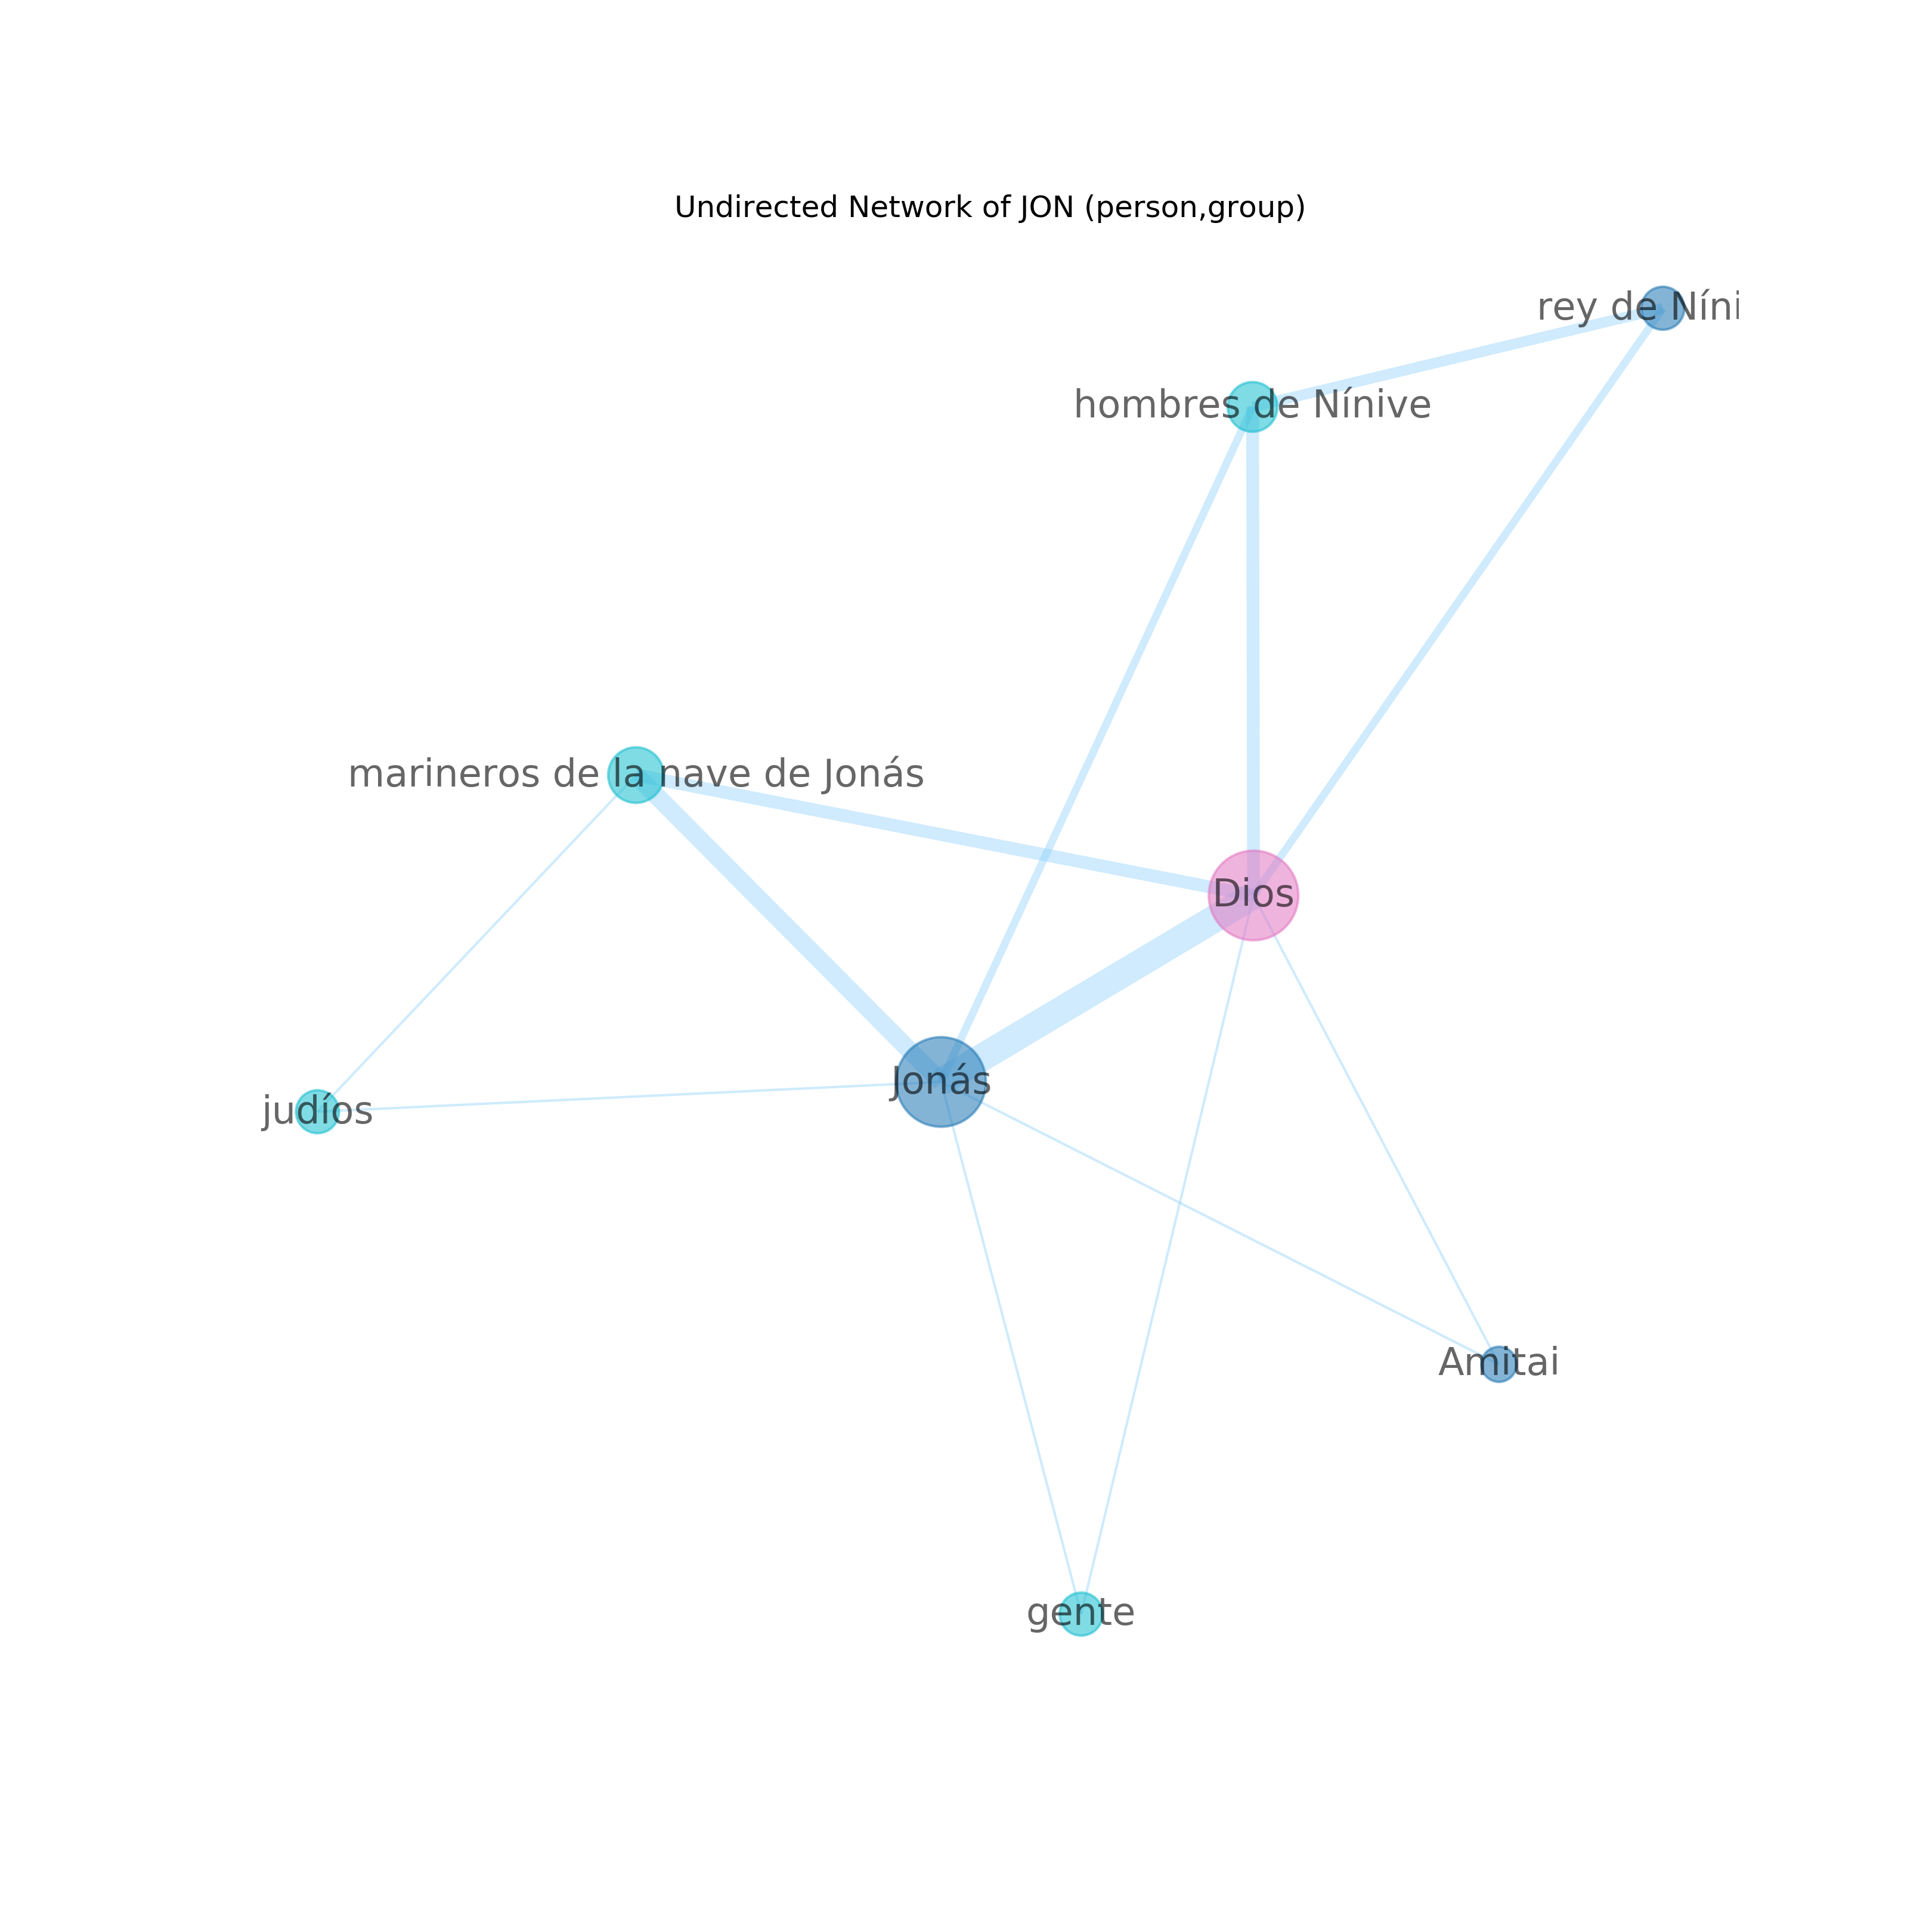 Undirected Network of JON (person,group)
rey de Níni
hombres de Nínive
marineros de la nave de Jonás
Dios
Jonás
judíos
Amitai
gente